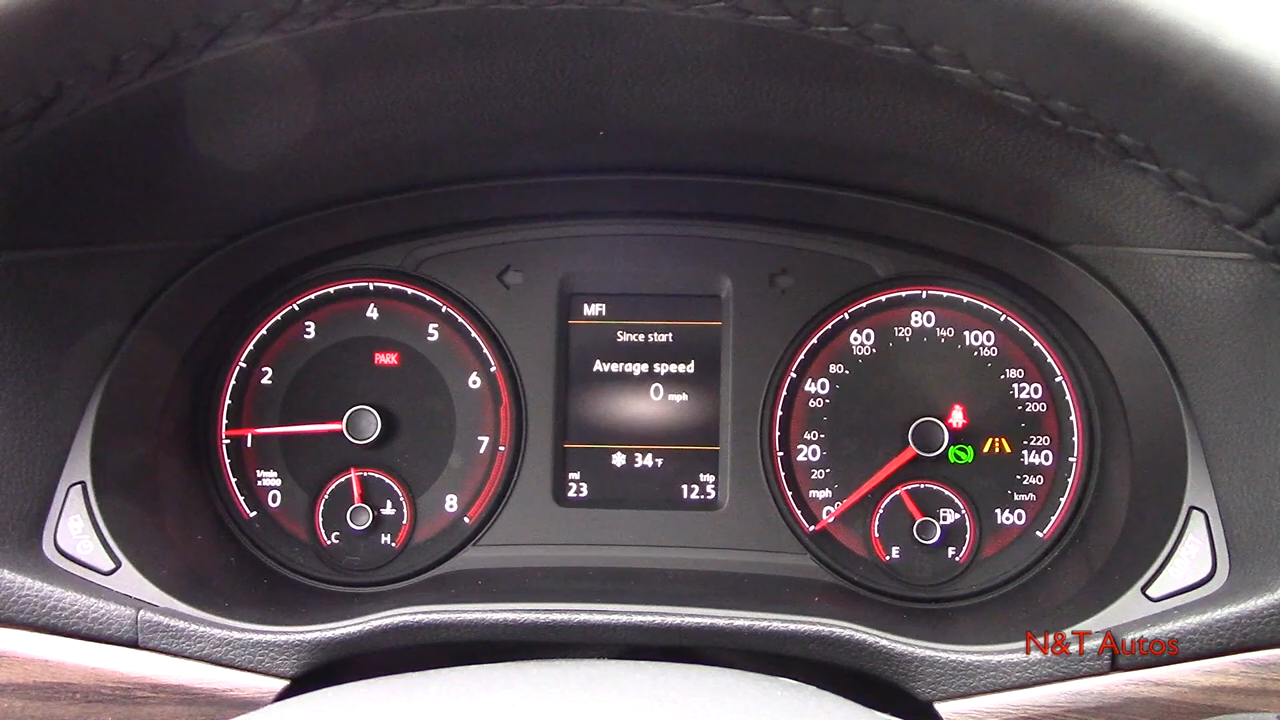 4
3
5
2
6
1
7
1/min
x1000
0
8
PARK
C
H
MFI
Since start
Average speed
0 mph
34°F
mi
trip
23
12.5
80
60
100
120
140
100
160
80
180
40
120
60
200
40
220
20
140
20
240
mph
km/h
0
160
E
F
N&T Autos